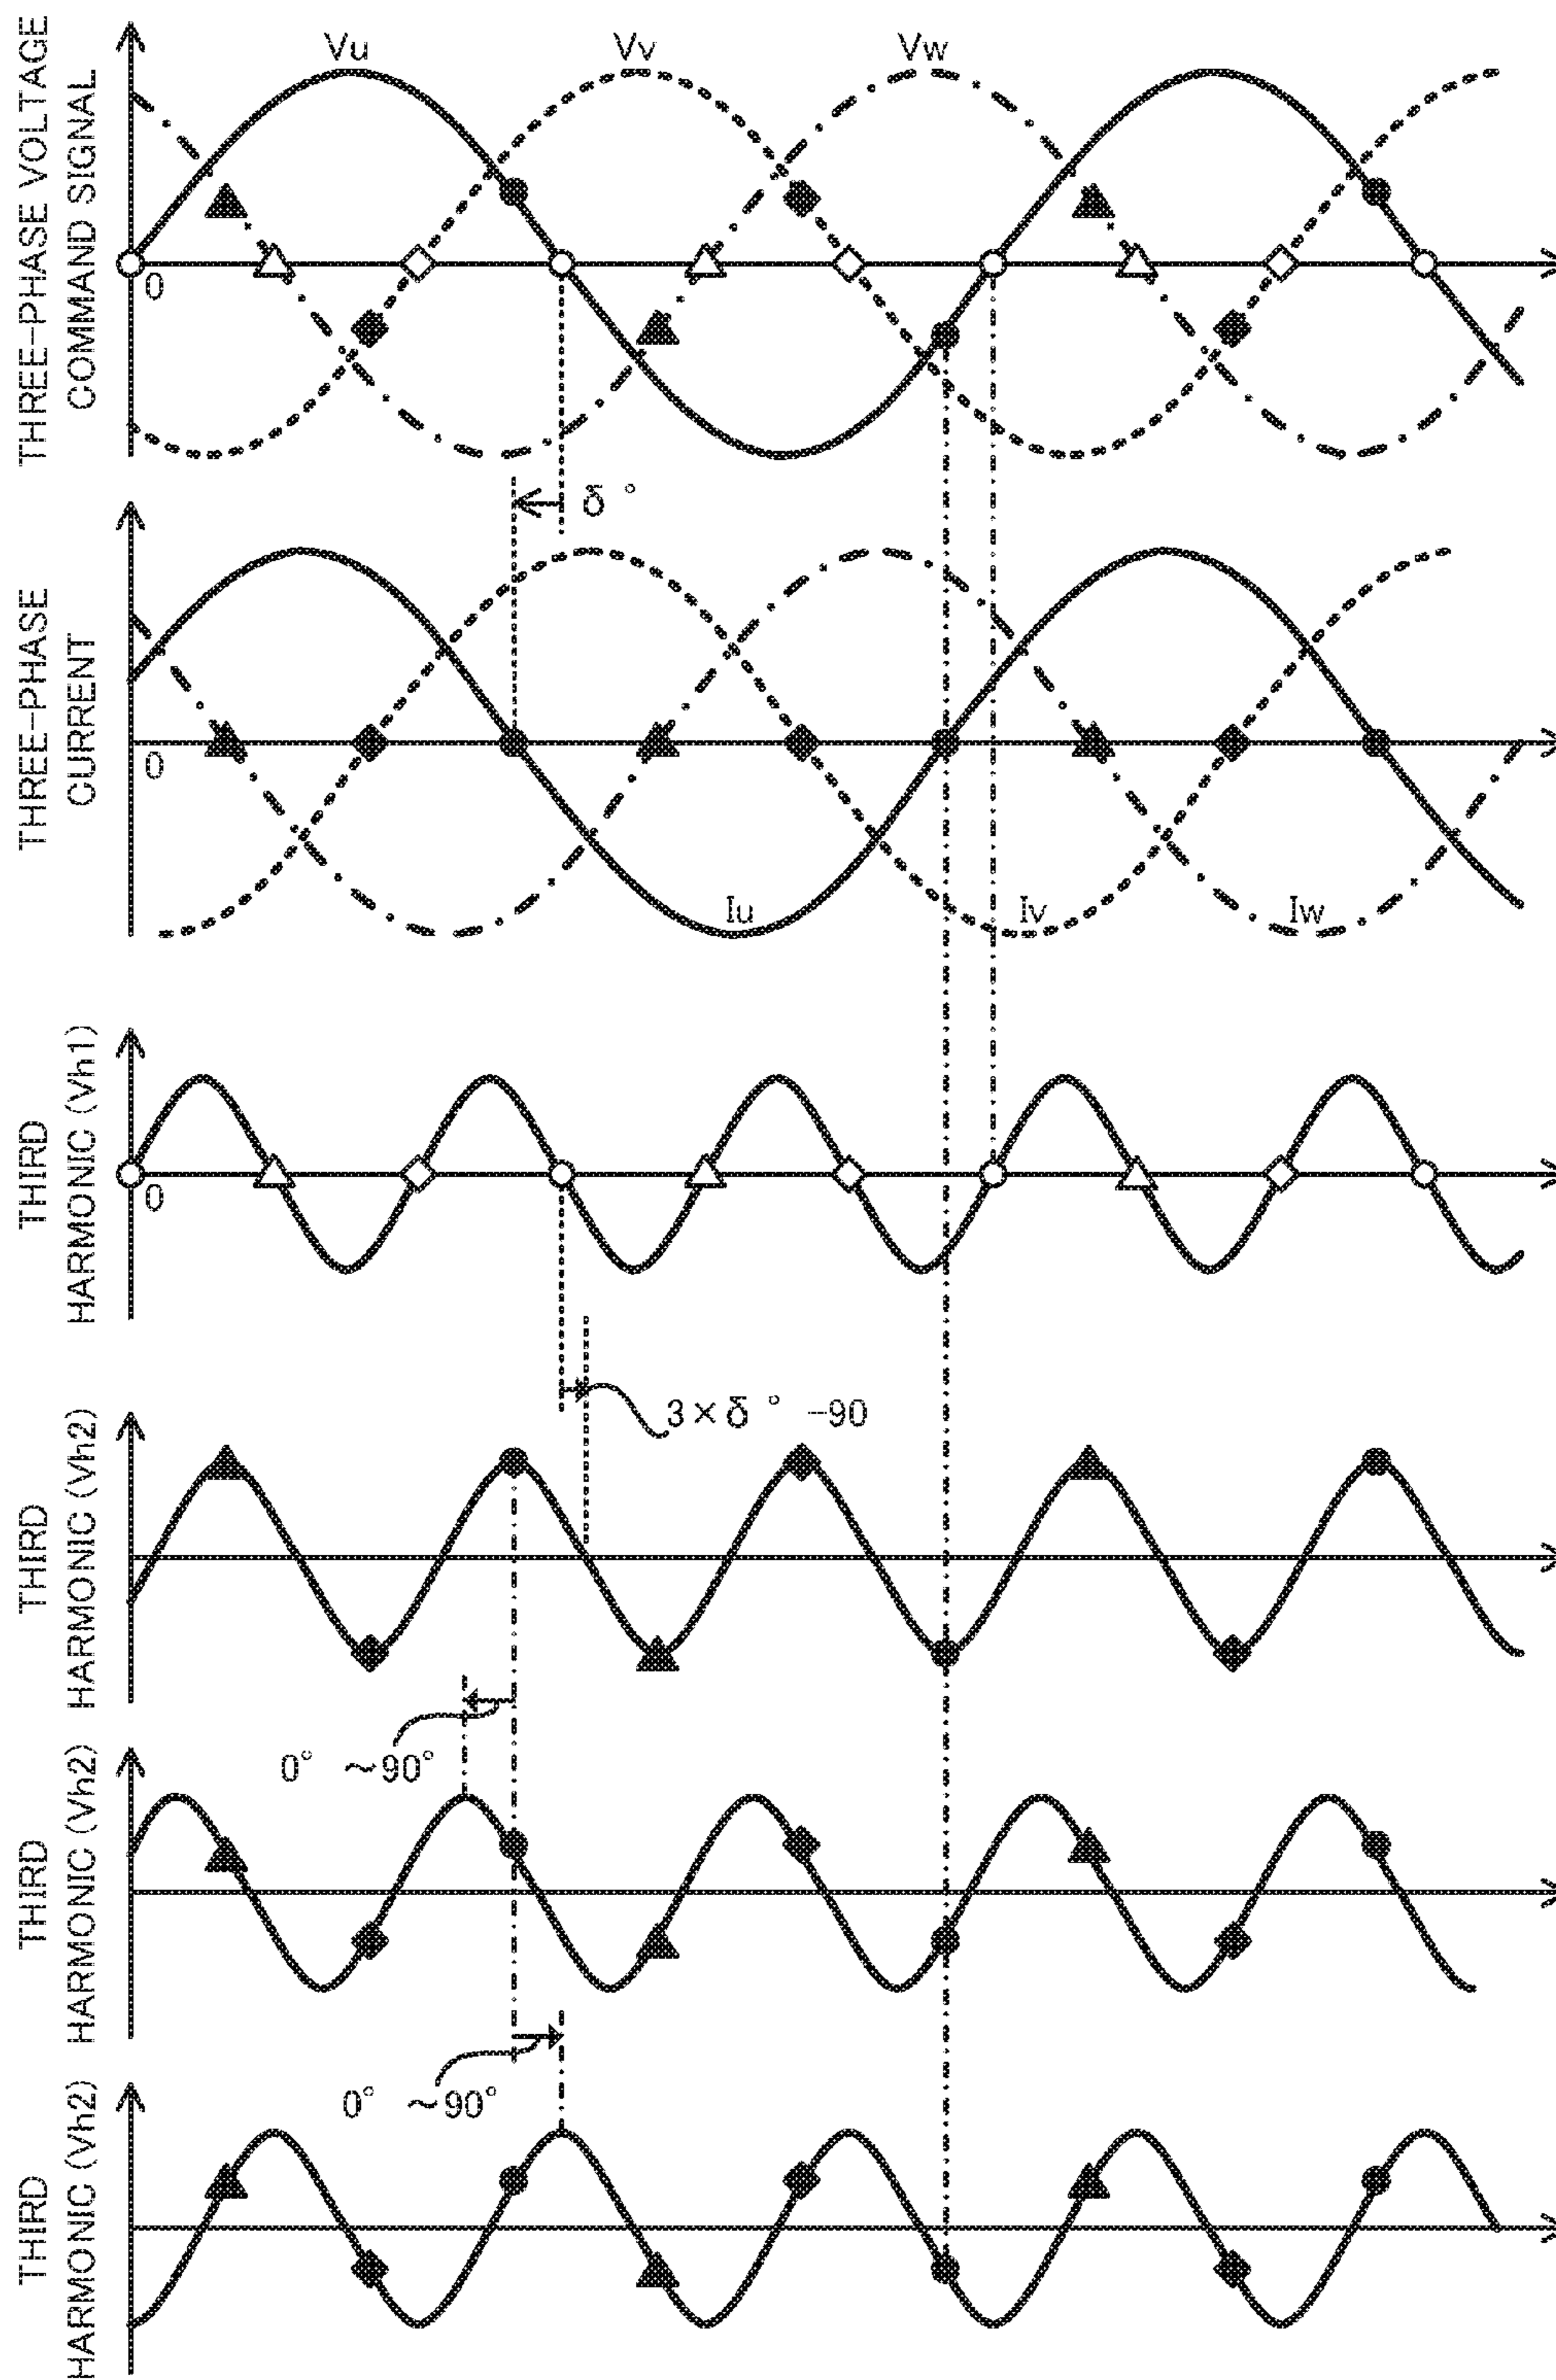 THREE-PHASE VOLTAGE
COMMAND SIGNAL
Vu
Vv
Vw
0
δ °
THREE-PHASE
CURRENT
0
Iu
Iv
Iw
THIRD
HARMONIC (Vh1)
0
3×δ ° -90
THIRD
HARMONIC (Vh2)
0° ~90°
THIRD
HARMONIC (Vh2)
0° ~90°
THIRD
HARMONIC (Vh2)